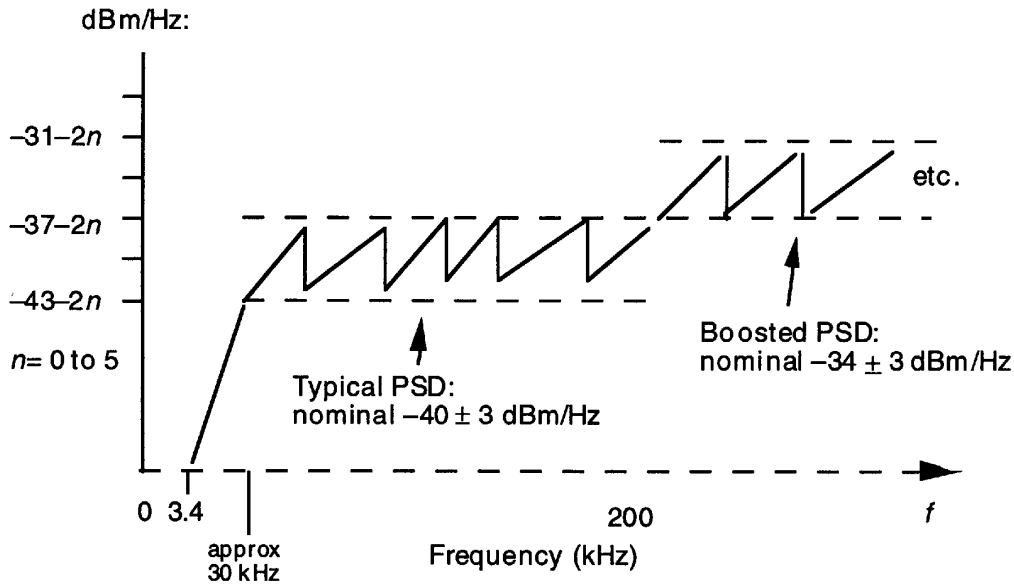 dBm/Hz:
–31–2n
–37–2n
–43–2n
n= 0 to 5
etc.
Boosted PSD:
nominal –34 ± 3 dBm/Hz
Typical PSD:
nominal –40 ± 3 dBm/Hz
0 3.4
200
f
approx
30 kHz
Frequency (kHz)